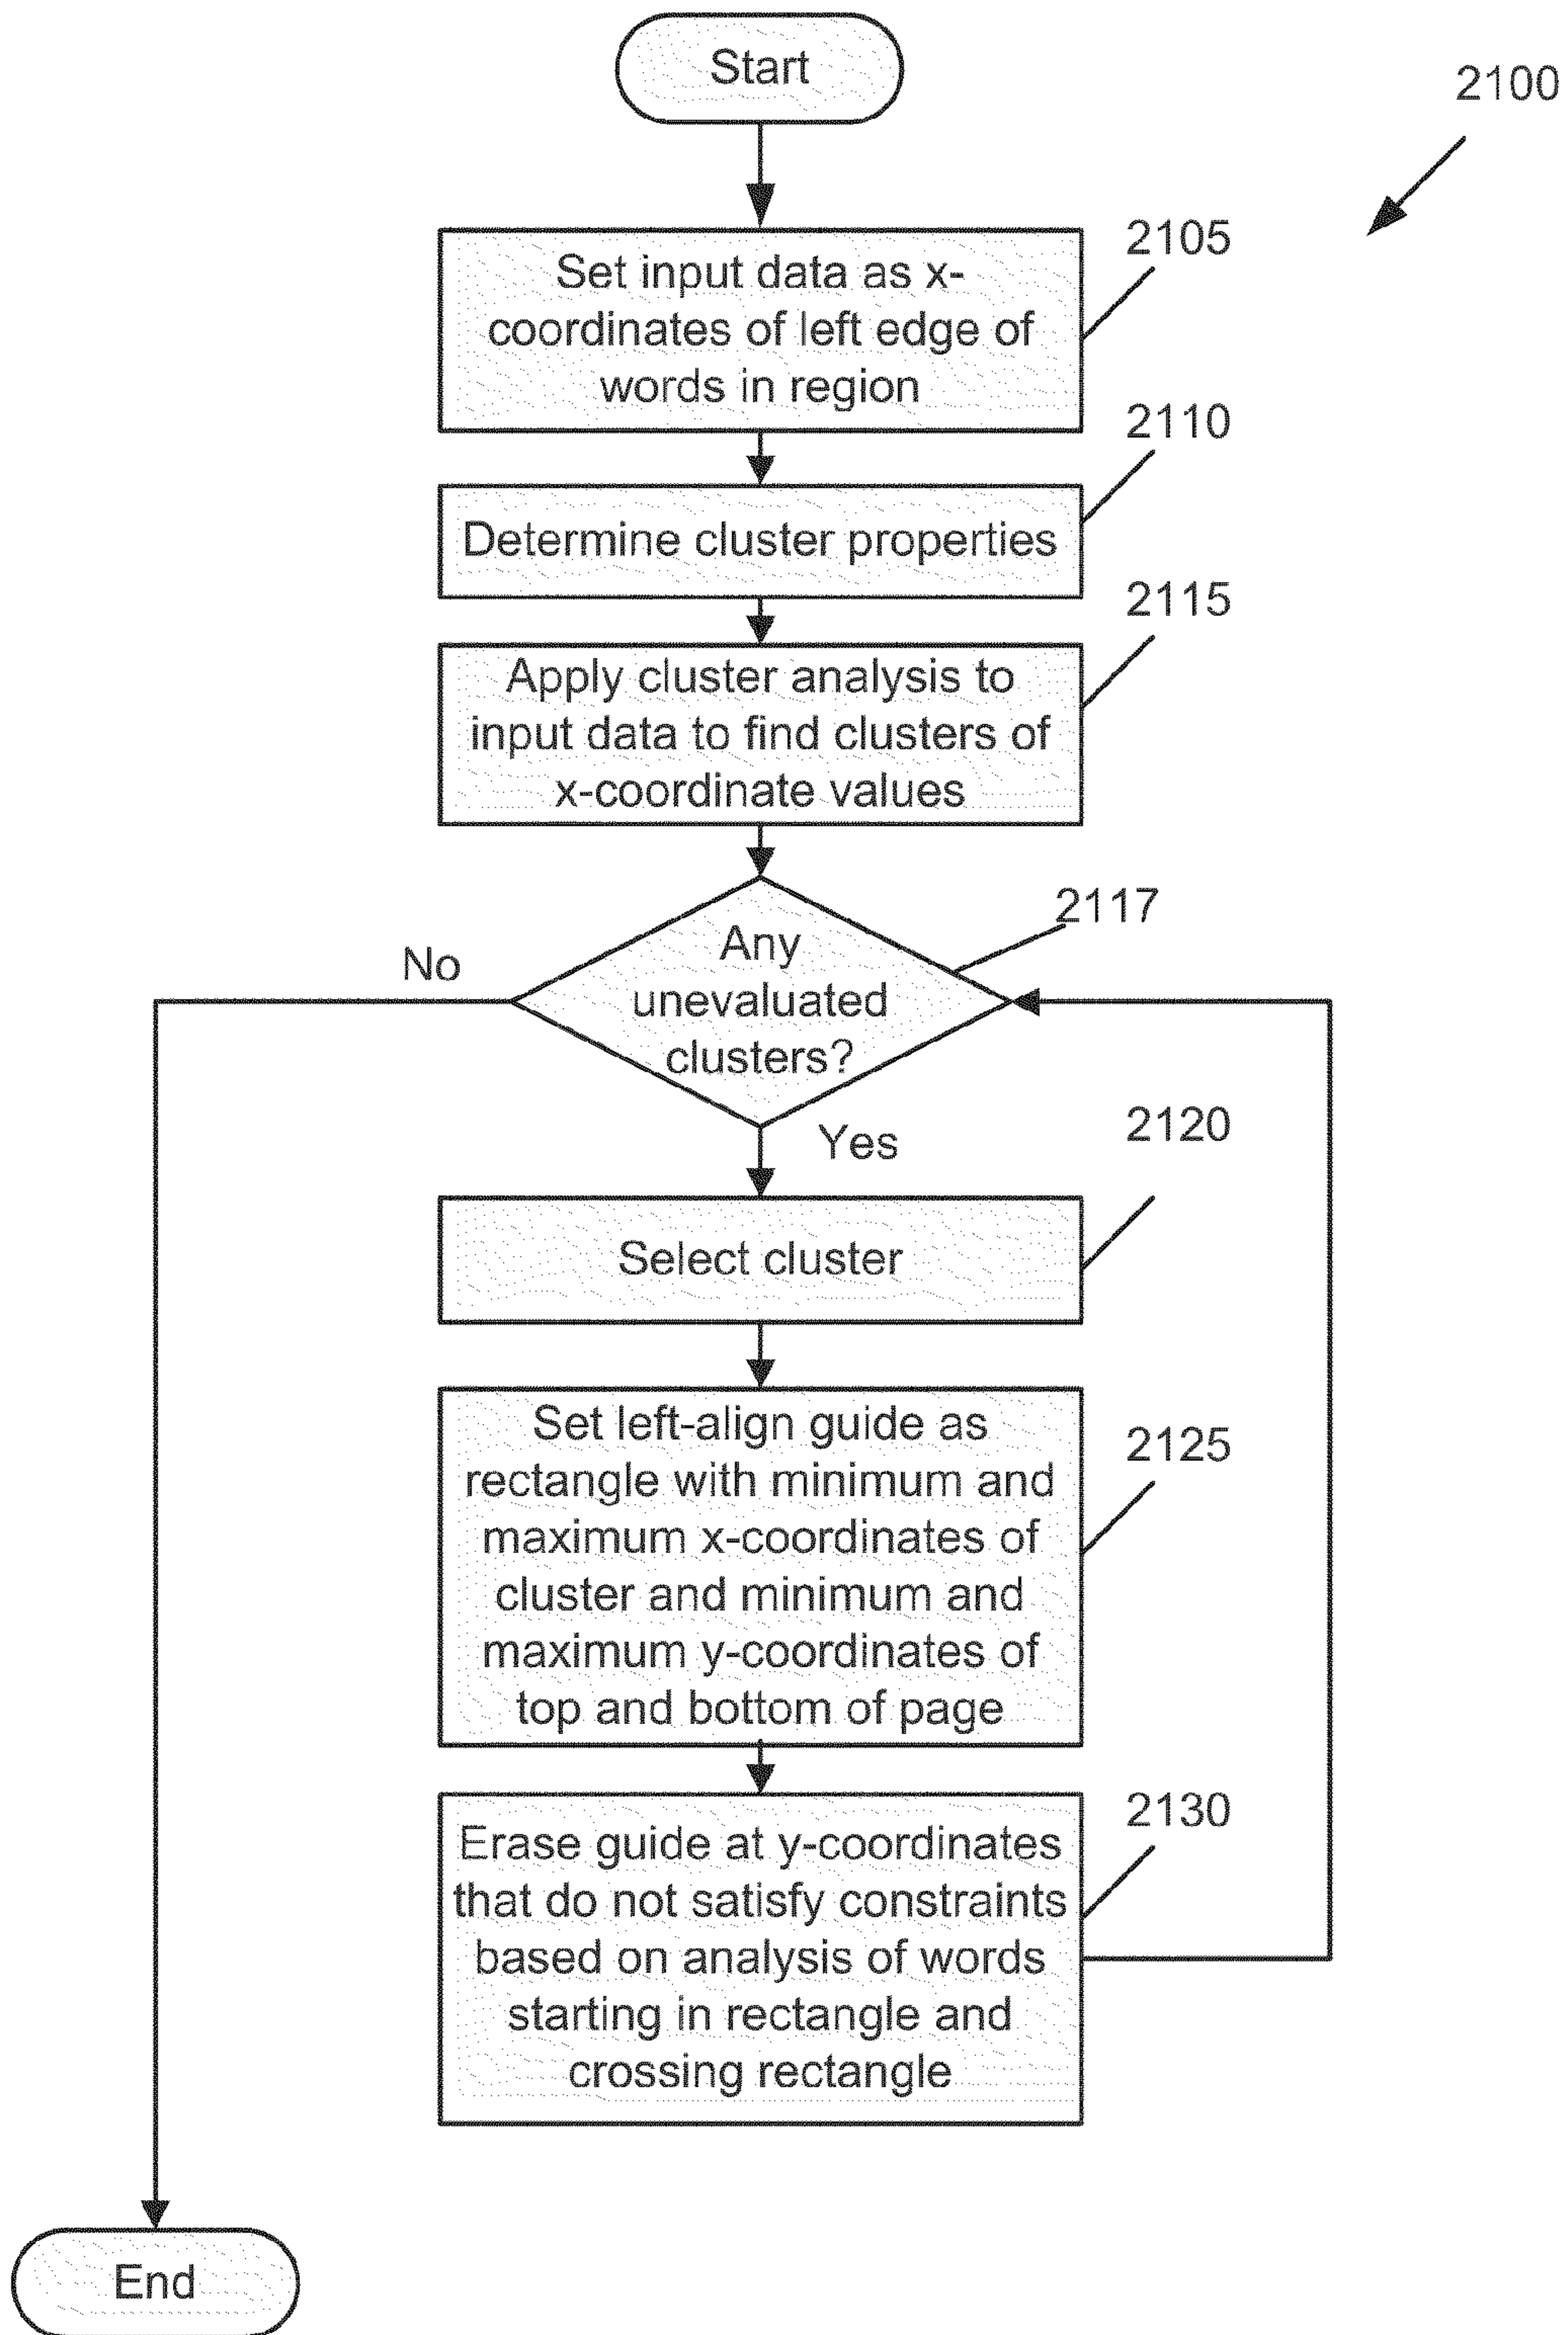 Start
2100
2105
Set input data as x-
coordinates of left edge of
words in region
2110
Determine cluster properties
2115
Apply cluster analysis to
input data to find clusters of
x-coordinate values
2117
No
Any
unevaluated
clusters?
Yes
2120
Select cluster
2125
Set left-align guide as
rectangle with minimum and
maximum x-coordinates of
cluster and minimum and
maximum y-coordinates of
top and bottom of page
2130
Erase guide at y-coordinates
that do not satisfy constraints
based on analysis of words
starting in rectangle and
crossing rectangle
End